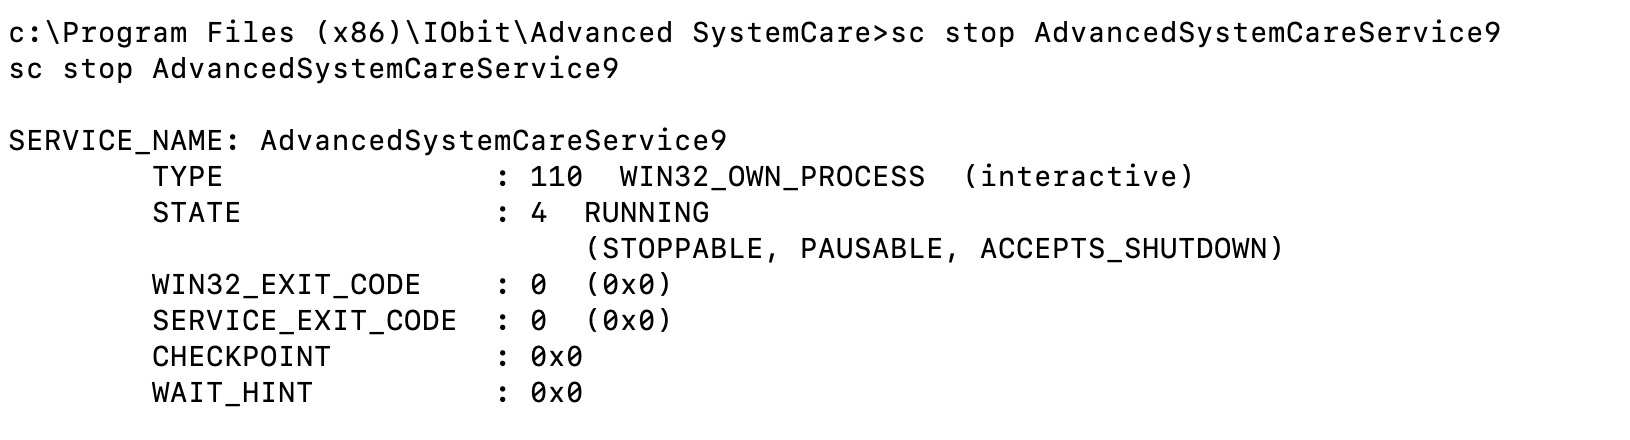 c:\Program Files (x86)\IObit\Advanced SystemCare>sc stop AdvancedSystemCareService9
sc stop AdvancedSystemCareService9

SERVICE_NAME: AdvancedSystemCareService9
        TYPE               : 110  WIN32_OWN_PROCESS  (interactive)
        STATE              : 4  RUNNING
                                (STOPPABLE, PAUSABLE, ACCEPTS_SHUTDOWN)
        WIN32_EXIT_CODE    : 0  (0x0)
        SERVICE_EXIT_CODE  : 0  (0x0)
        CHECKPOINT         : 0x0
        WAIT_HINT          : 0x0